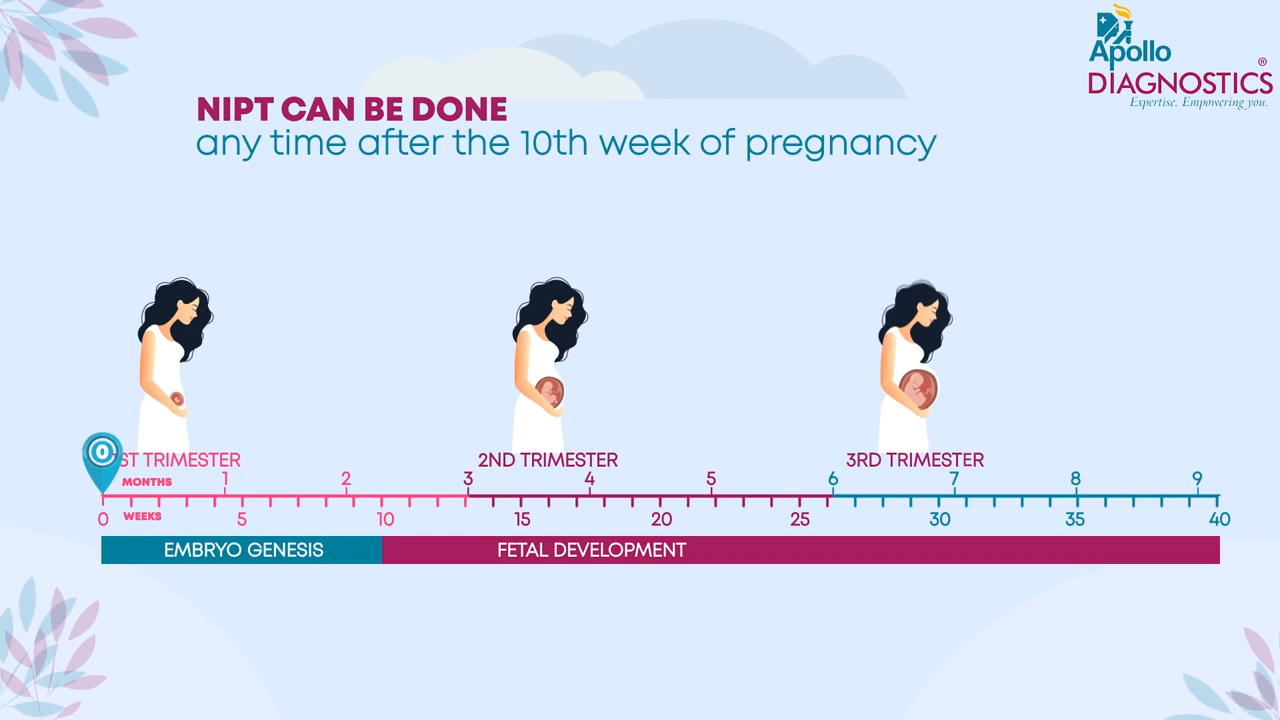 Apollo
DIAGNOSTICS®
Expertise. Empowering you.
NIPT CAN BE DONE
any time after the 10th week of pregnancy
0
1ST TRIMESTER 2ND TRIMESTER 3RD TRIMESTER
MONTHS 1 2 3 4 5 6 7 8 9
0 WEEKS 5 10 15 20 25 30 35 40
EMBRYO GENESIS FETAL DEVELOPMENT